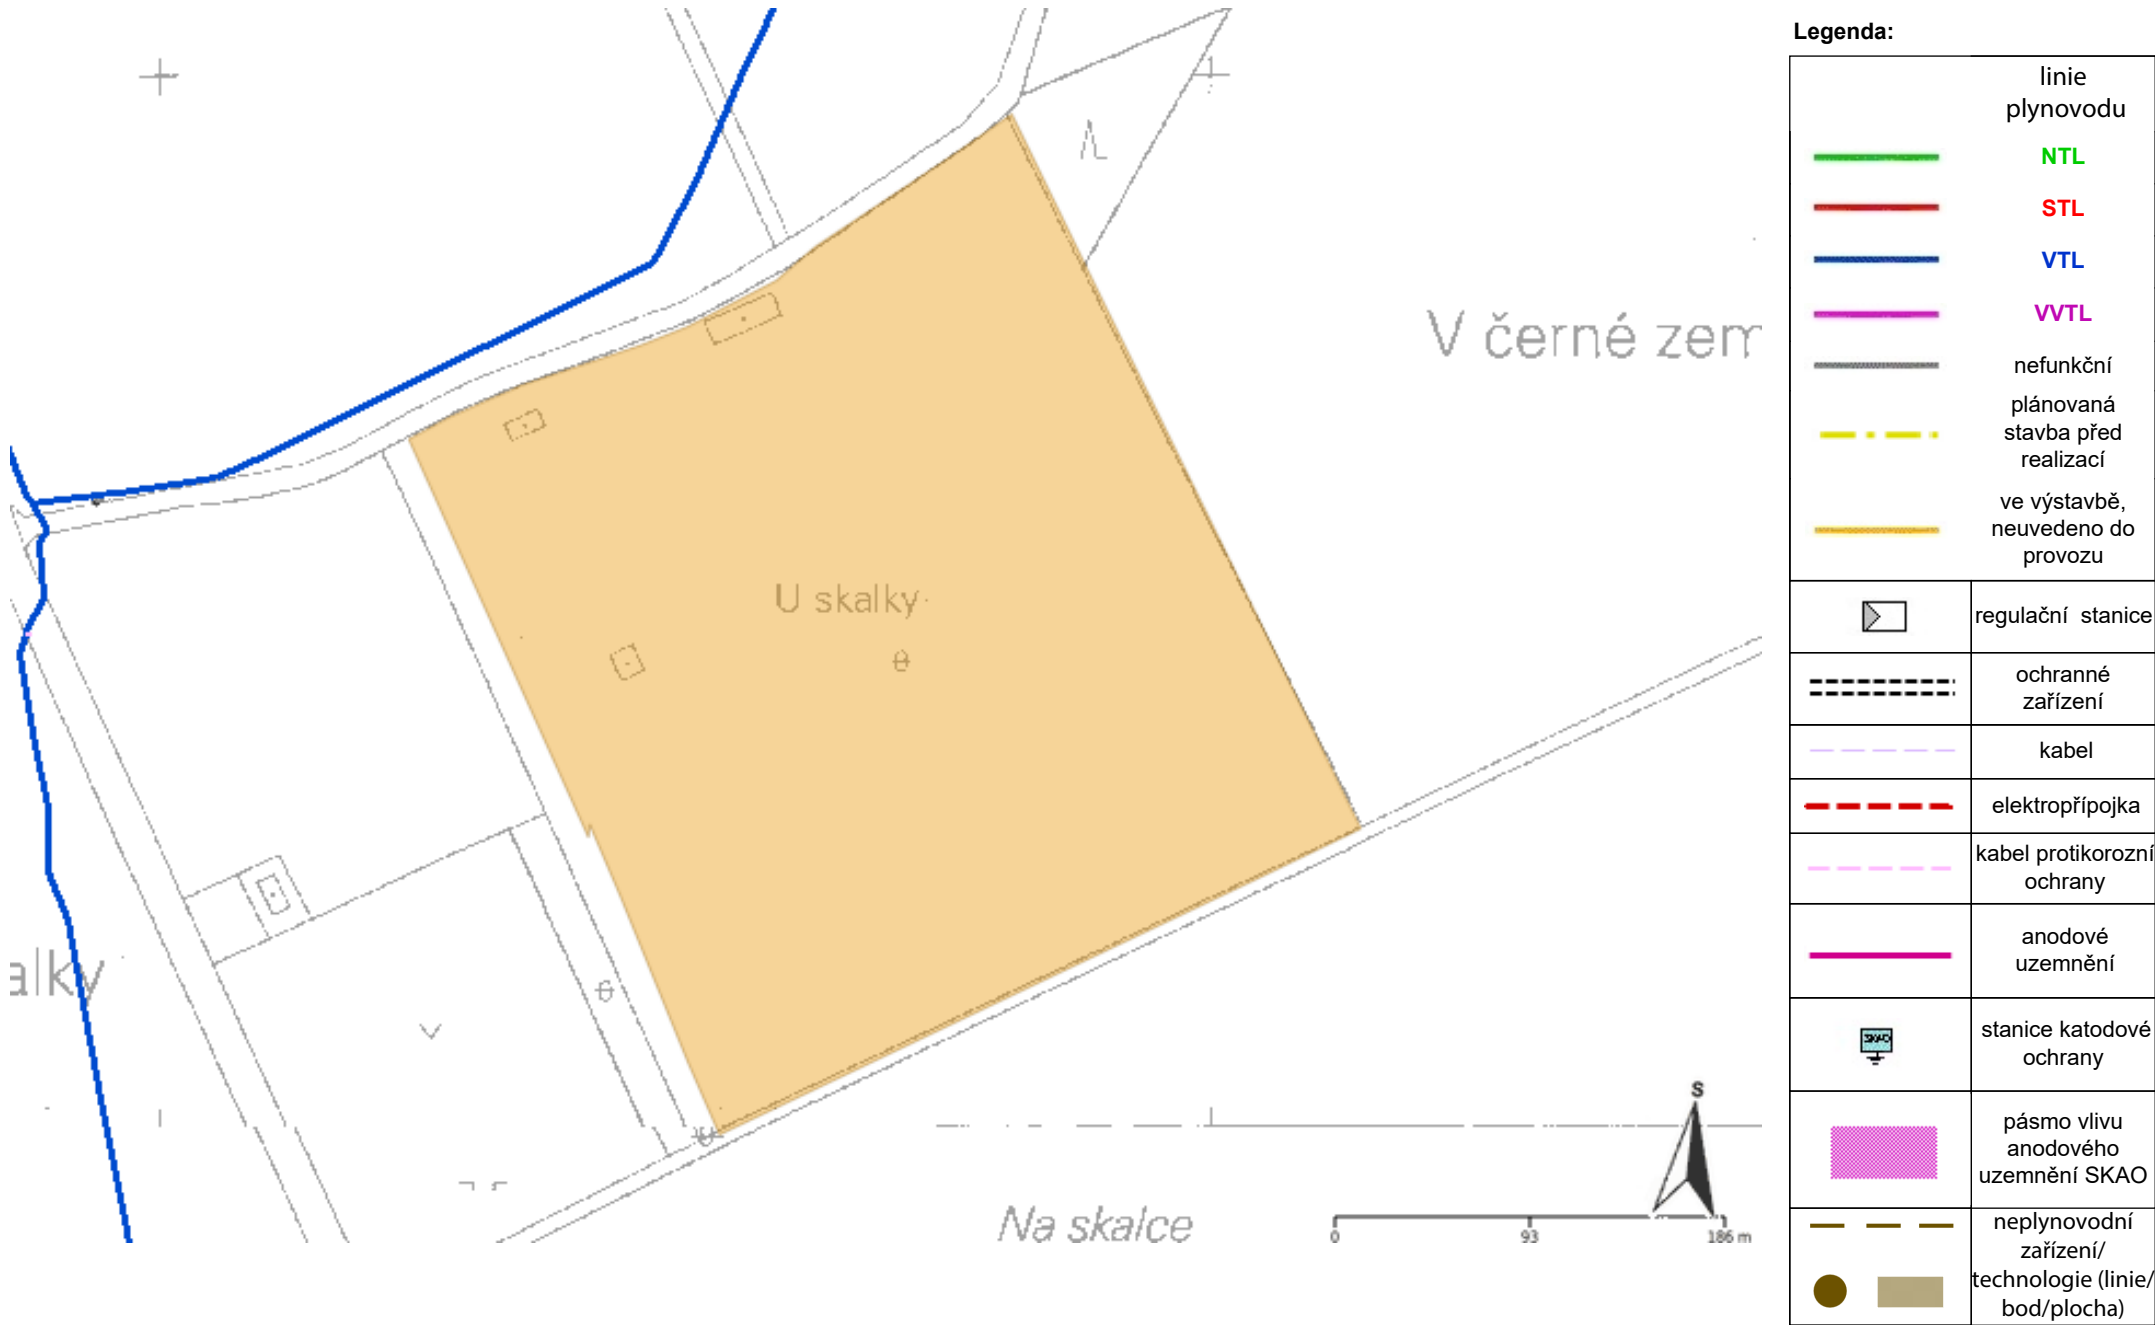 V černé zem
U skalky
alky
Na skalce
S
0
93
186 m
Legenda:
linie
plynovodu
NTL
STL
VTL
VVTL
nefunkční
plánovaná
stavba před
realizací
ve výstavbě,
neuvedeno do
provozu
regulační stanice
ochranné
zařízení
kabel
elektropřípojka
kabel protikorozní
ochrany
anodové
uzemnění
SKAO
stanice katodové
ochrany
pásmo vlivu
anodového
uzemnění SKAO
neplynovodní
zařízení/
technologie (linie/
bod/plocha)